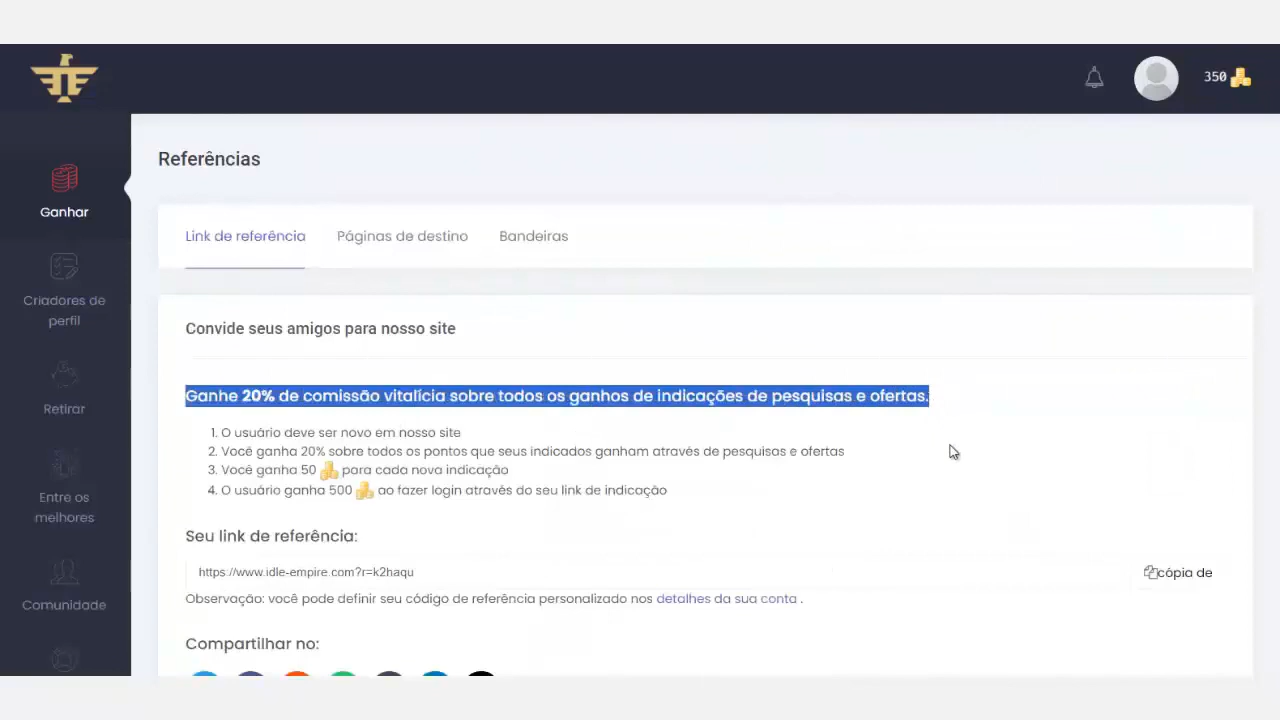 350
Referências
Ganhar
Link de referência Páginas de destino Bandeiras
Criadores de
perfil
Convide seus amigos para nosso site
Retirar
Ganhe 20% de comissão vitalícia sobre todos os ganhos de indicações de pesquisas e ofertas.
1. O usuário deve ser novo em nosso site
2. Você ganha 20% sobre todos os pontos que seus indicados ganham através de pesquisas e ofertas
3. Você ganha 50 para cada nova indicação
4. O usuário ganha 500 ao fazer login através do seu link de indicação
Entre os
melhores
Seu link de referência:
https://www.idle-empire.com?r=k2haqu cópia de
Observação: você pode definir seu código de referência personalizado nos detalhes da sua conta .
Comunidade
Compartilhar no: